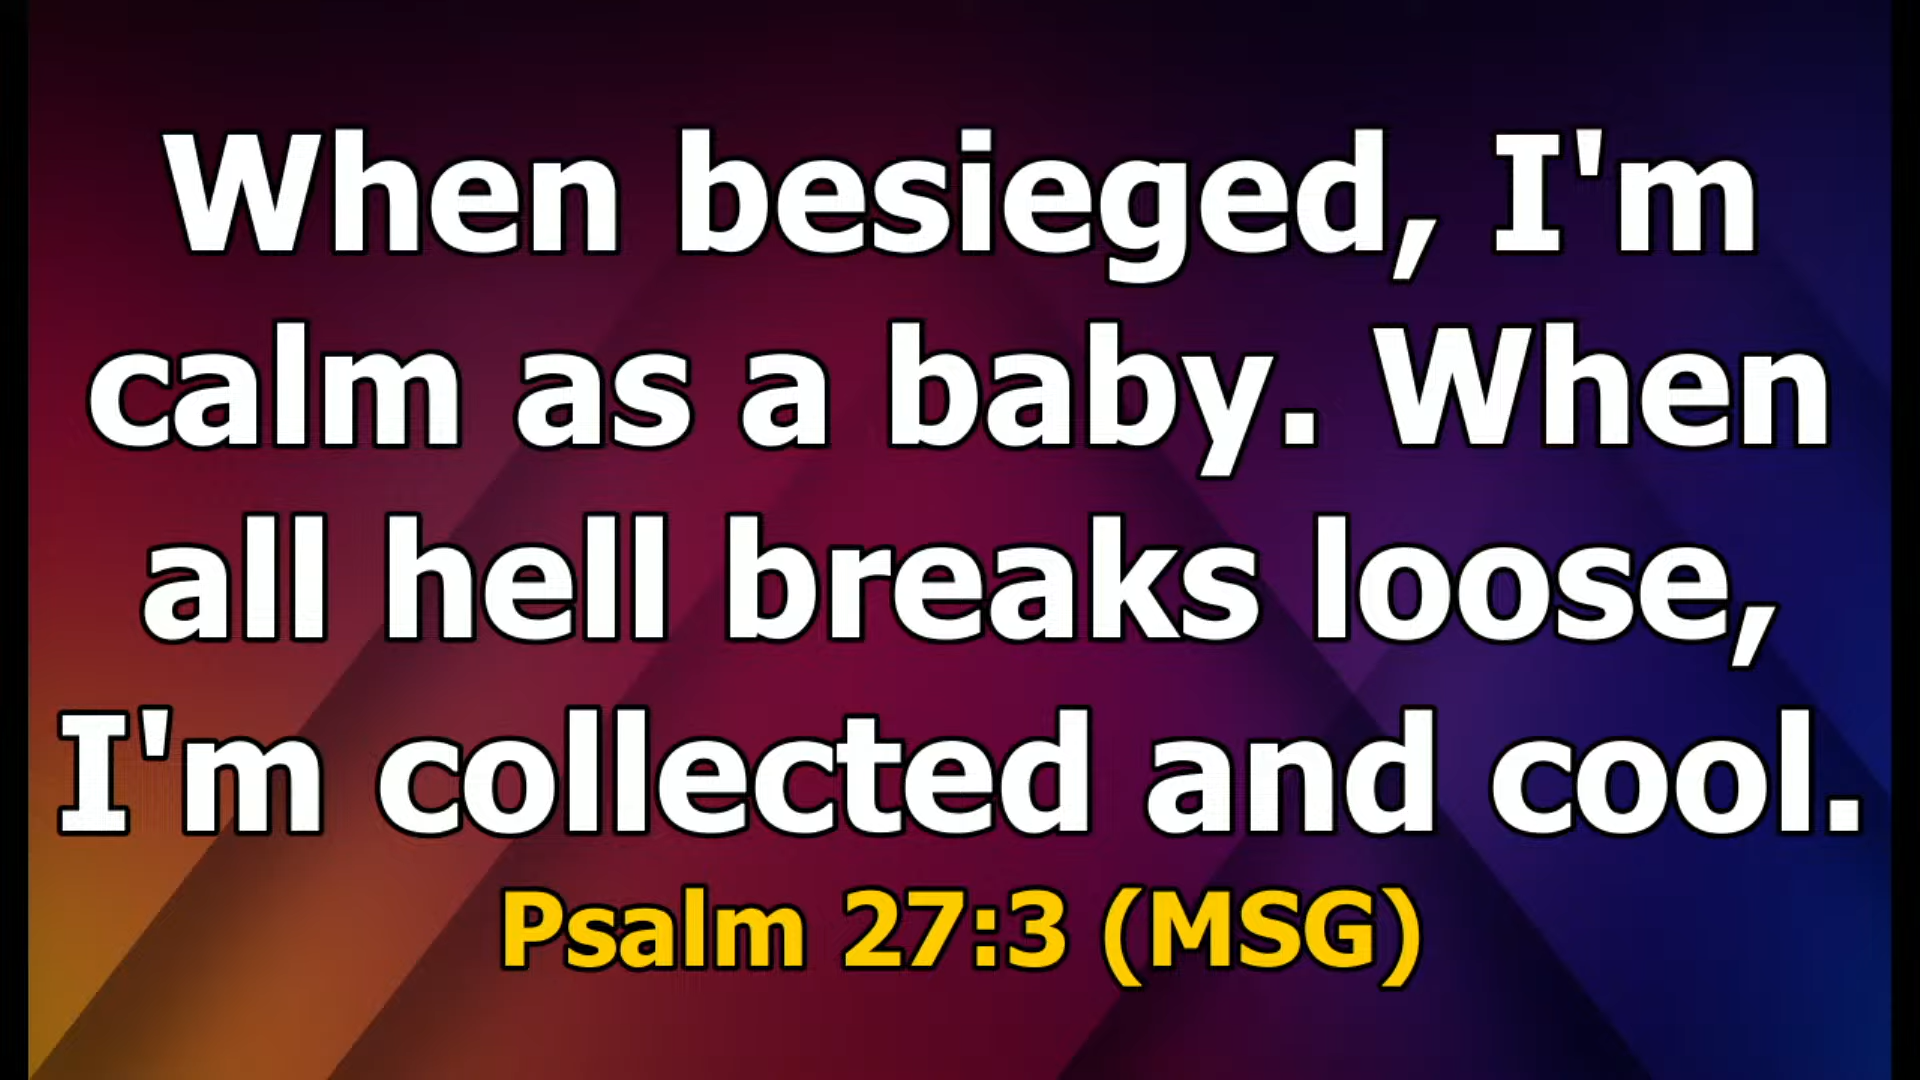 When besieged, I'm
calm as a baby. When
all hell breaks loose,
I'm collected and cool.
Psalm 27:3 (MSG)